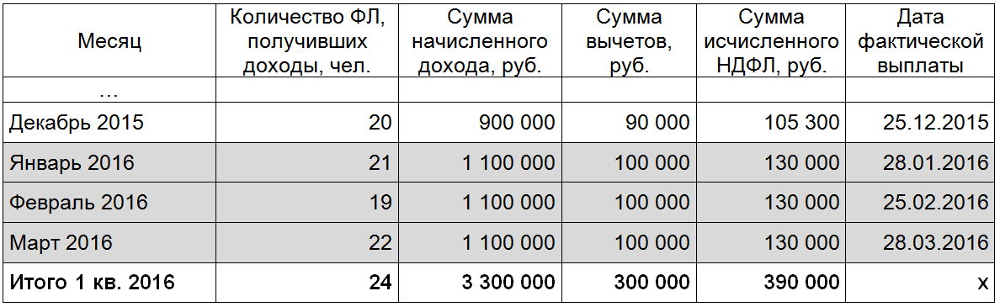 Месяц
Количество ФЛ,
получивших
доходы, чел.
Сумма
начисленного
дохода, руб.
Сумма
вычетов,
руб.
Сумма
исчисленного
НДФЛ, руб.
Дата
фактической
выплаты
…
Декабрь 2015 20 900 000 90 000 105 300 25.12.2015
Январь 2016 21 1 100 000 100 000 130 000 28.01.2016
Февраль 2016 19 1 100 000 100 000 130 000 25.02.2016
Март 2016 22 1 100 000 100 000 130 000 28.03.2016
Итого 1 кв. 2016 24 3 300 000 300 000 390 000 х